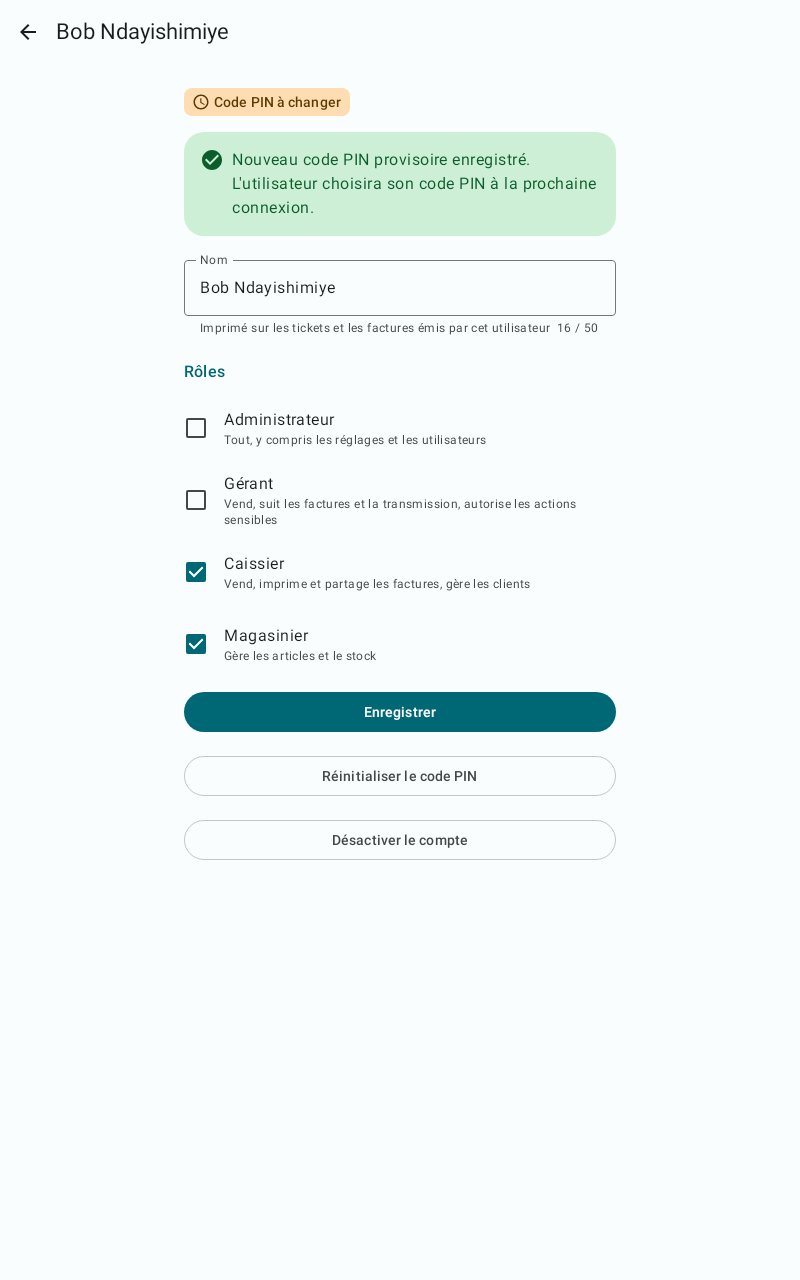 Bob Ndayishimiye
Code PIN à changer
Nouveau code PIN provisoire enregistré.
L'utilisateur choisira son code PIN à la prochaine
connexion.
Nom
Bob Ndayishimiye
Imprimé sur les tickets et les factures émis par cet utilisateur 16 / 50
Rôles
Administrateur
Tout, y compris les réglages et les utilisateurs
Gérant
Vend, suit les factures et la transmission, autorise les actions
sensibles
Caissier
Vend, imprime et partage les factures, gère les clients
Magasinier
Gère les articles et le stock
Enregistrer
Réinitialiser le code PIN
Désactiver le compte